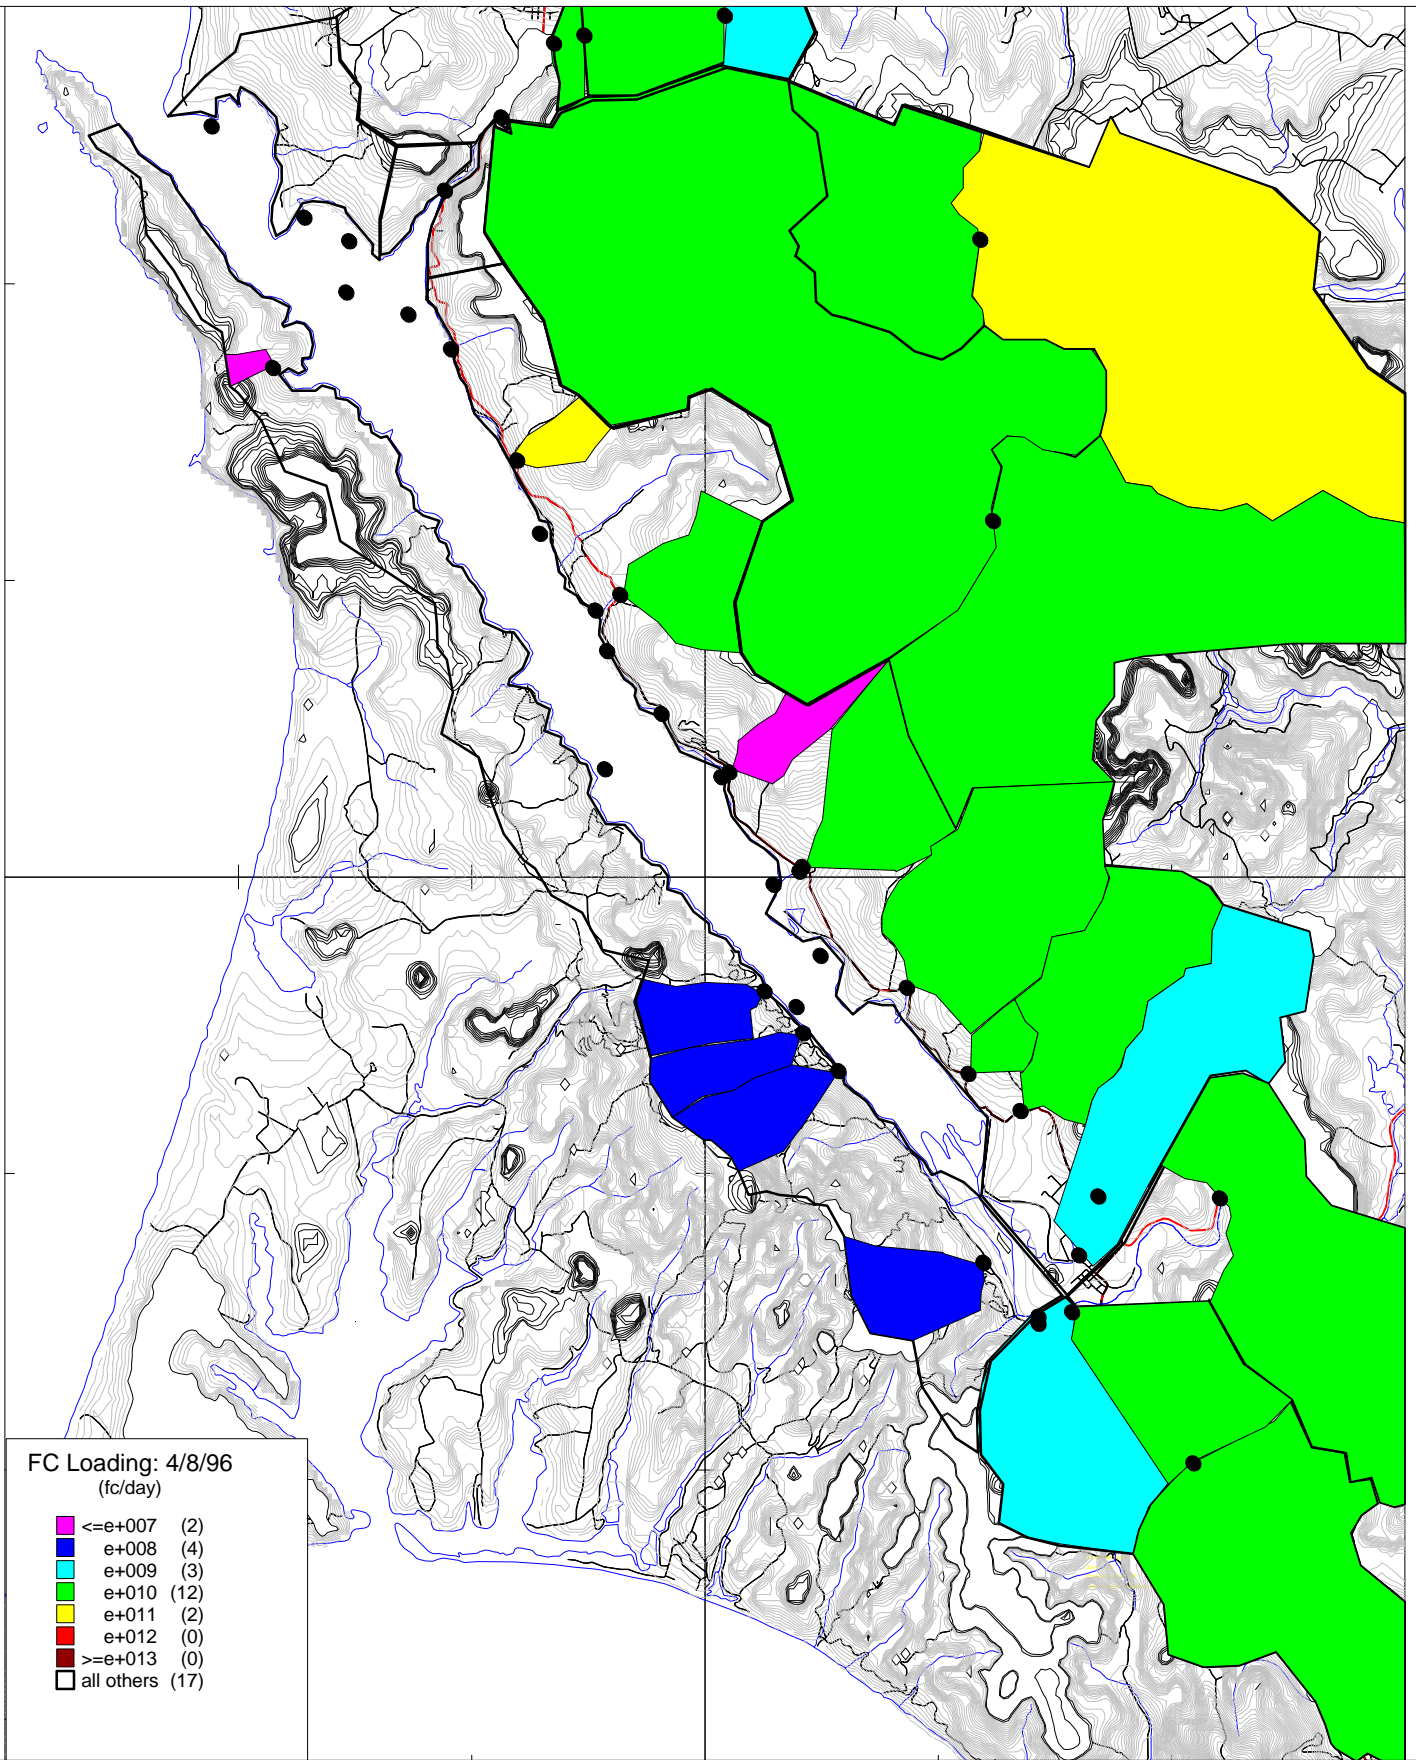 FC Loading: 4/8/96
(fc/day)
<=e+007 (2)
e+008 (4)
e+009 (3)
e+010 (12)
e+011 (2)
e+012 (0)
>=e+013 (0)
all others (17)